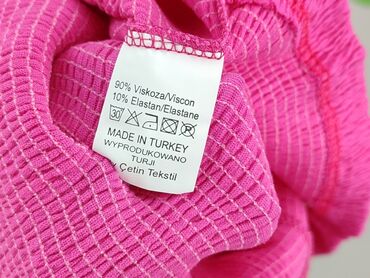 90% Viskoza/Viscon
10% Elastan/Elastane
30
MADE IN TURKEY
WYPRODUKOWANO
TURJI
Çetin Tekstil